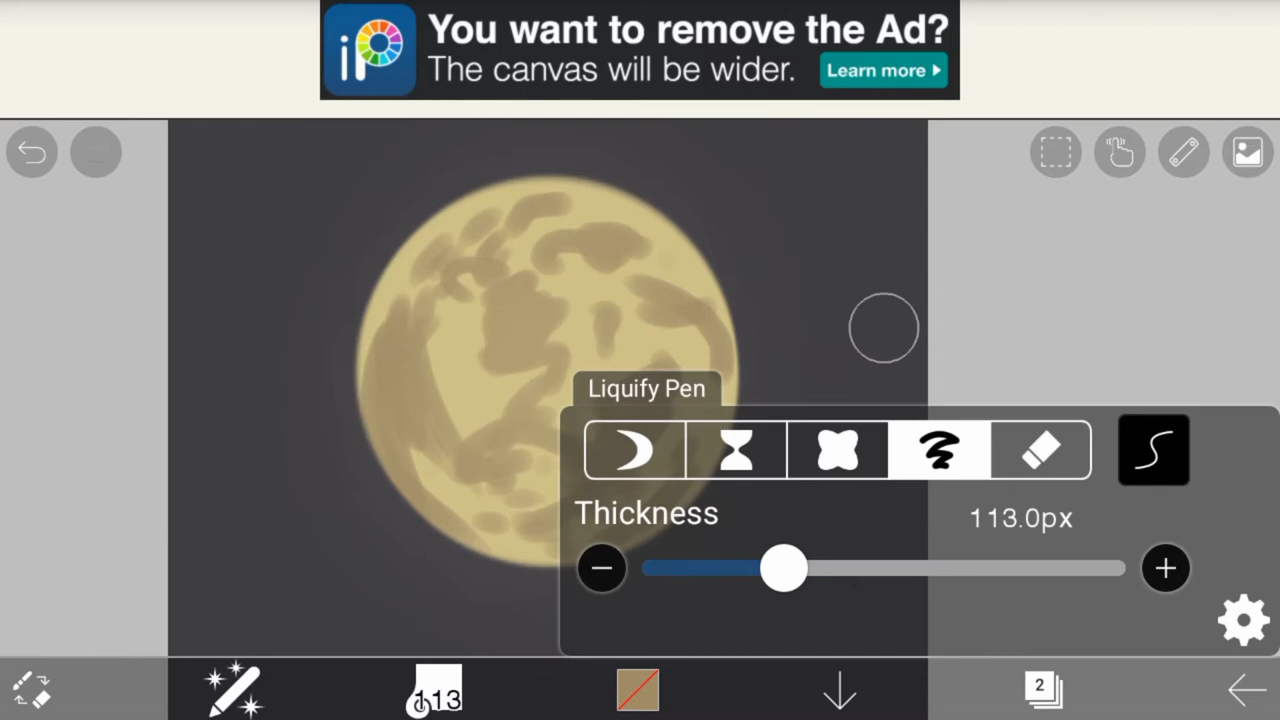 iP
You want to remove the Ad?
The canvas will be wider.
Learn more
Liquify Pen
Thickness
113.0px
113
2